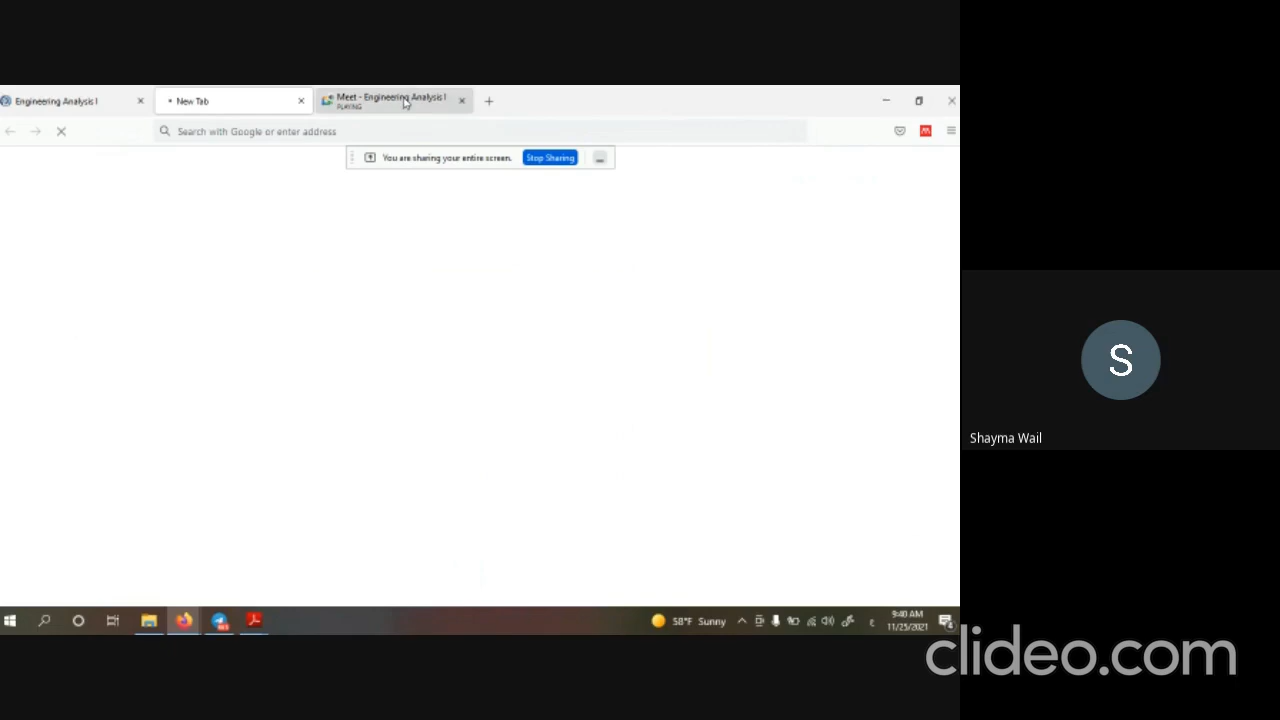 Engineering Analysis I
New Tab
Meet - Engineering Analysis I
PLAYING
Search with Google or enter address
You are sharing your entire screen.
Stop Sharing
S
Shayma Wail
58°F Sunny
9:40 AM
11/25/2021
clideo.com